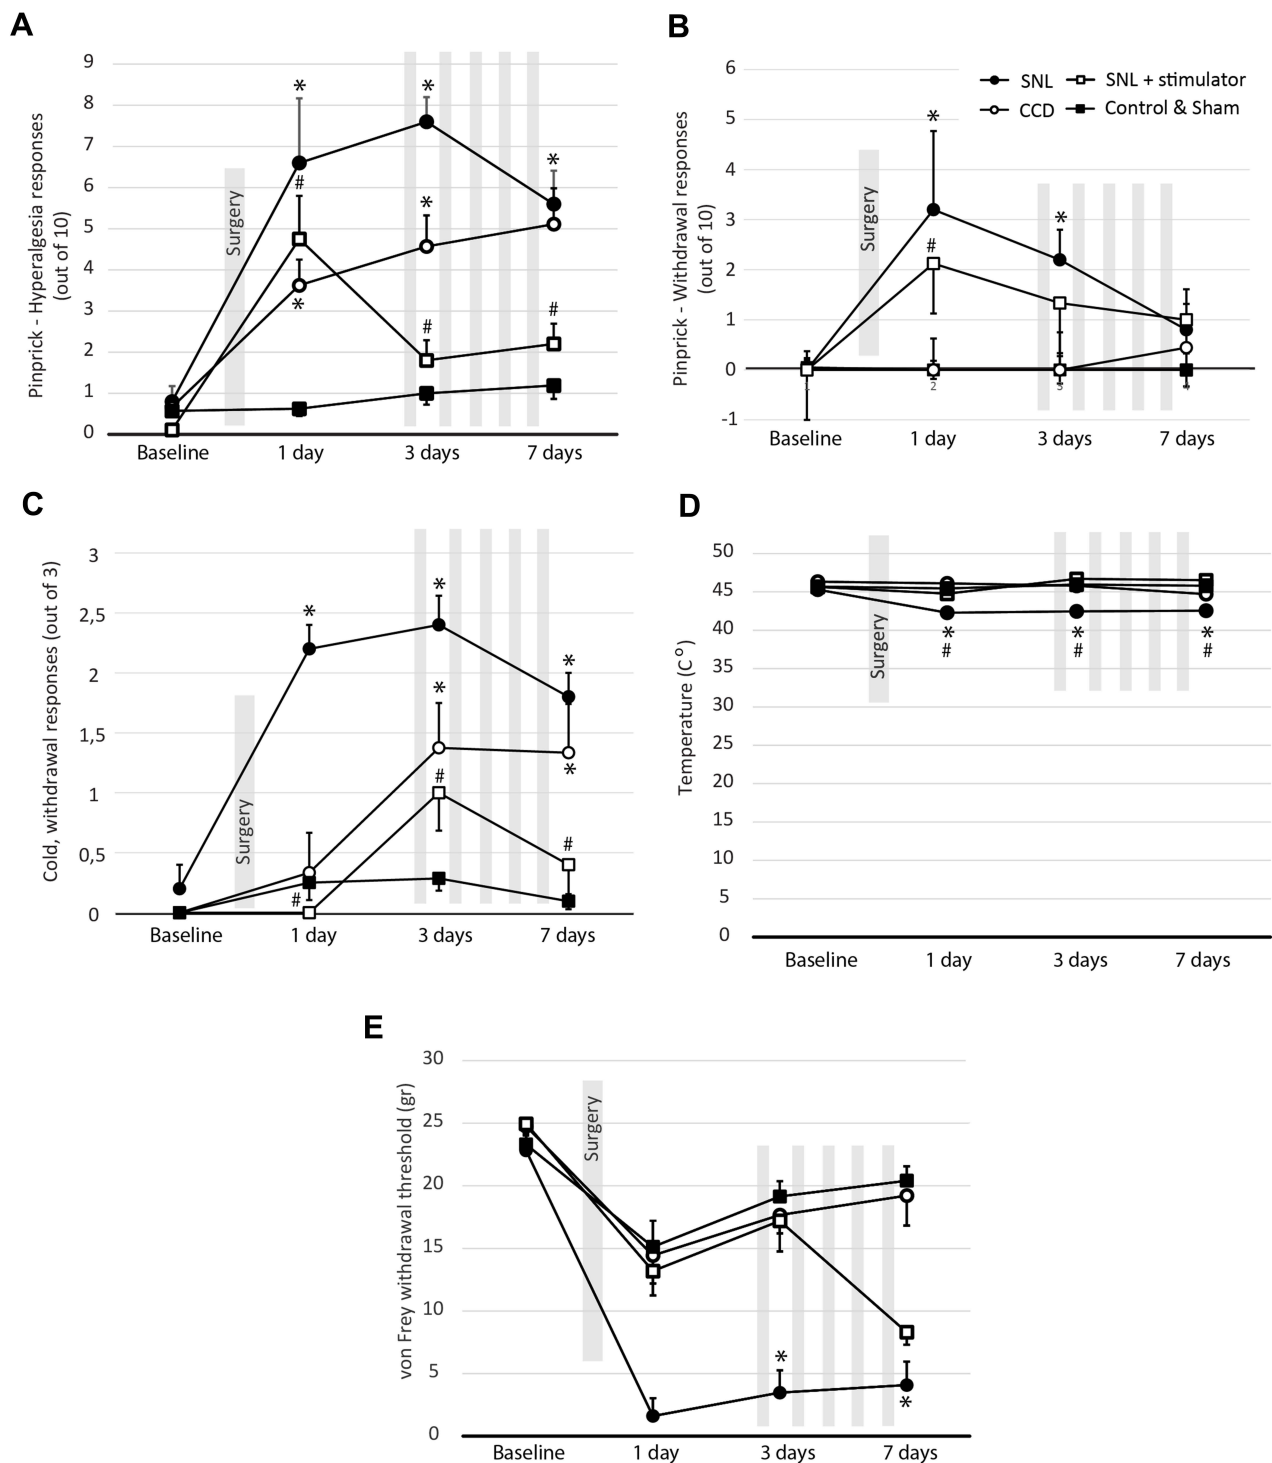 A
Pinprick - Hyperalgesia responses
(out of 10)
9
8
7
6
5
4
3
2
1
0
Surgery
*
*
*
#
*
*
#
#
Baseline
1 day
3 days
7 days
B
Pinprick - Withdrawal responses
(out of 10)
6
5
4
3
2
1
0
-1
SNL
SNL + stimulator
CCD
Control & Sham
Surgery
*
*
#
2
3
Baseline
1 day
3 days
7 days
C
Cold, withdrawal responses (out of 3)
3
2,5
2
1,5
1
0,5
0
Surgery
*
*
*
*
*
#
#
#
Baseline
1 day
3 days
7 days
D
Temperature (C°)
50
45
40
35
30
25
20
15
10
5
0
Surgery
*
#
*
#
*
#
Baseline
1 day
3 days
7 days
E
von Frey withdrawal threshold (gr)
30
25
20
15
10
5
0
Surgery
*
*
Baseline
1 day
3 days
7 days